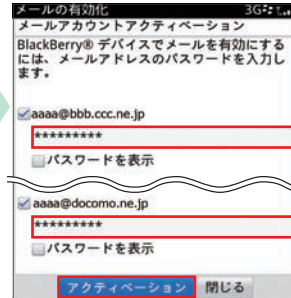 メールの有効化 3G
メールアカウントアクティベーション
BlackBerry® デバイスでメールを有効にする
には、メールアドレスのパスワードを入力し
ます。
aaaa@bbb.ccc.ne.jp
*********
パスワードを表示
aaaa@docomo.ne.jp
*********
パスワードを表示
アクティベーション 閉じる